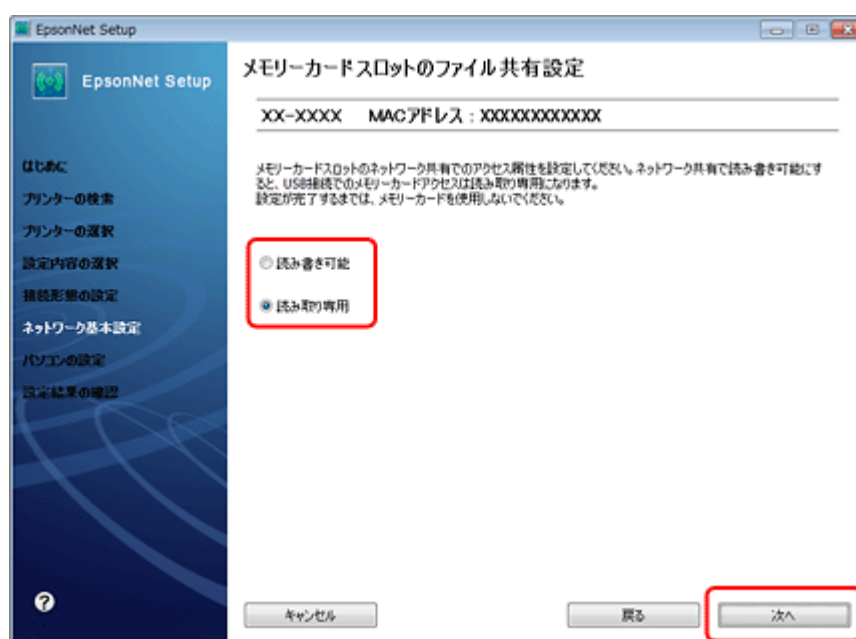 EpsonNet Setup
EpsonNet Setup
はじめに
プリンターの検索
プリンターの選択
設定内容の選択
接続形態の設定
ネットワーク基本設定
パソコンの設定
設定結果の確認
メモリーカードスロットのファイル共有設定
XX-XXXX MACアドレス : XXXXXXXXXXXX
メモリーカードスロットのネットワーク共有でのアクセス属性を設定してください。ネットワーク共有で読み書き可能にす
ると、USB接続でのメモリーカードアクセスは読み取り専用になります。
設定が完了するまでは、メモリーカードを使用しないでください。
読み書き可能
読み取り専用
?
キャンセル
戻る
次へ